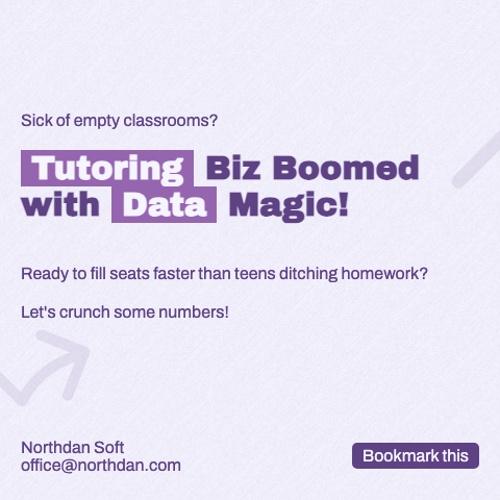 Sick of empty classrooms?
Tutoring Biz Boomed
with Data Magic!
Ready to fill seats faster than teens ditching homework?
Let's crunch some numbers!
Northdan Soft
office@northdan.com
Bookmark this